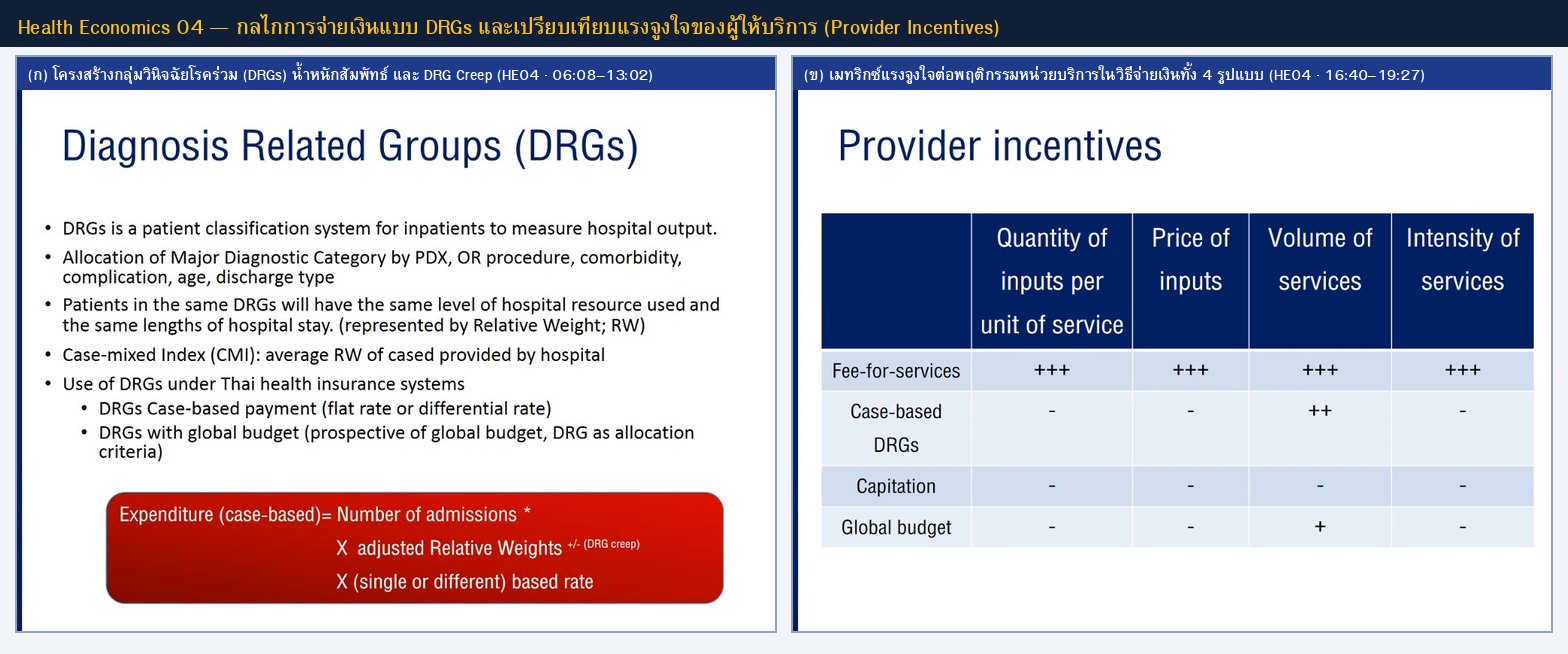 Health Economics 04 — กลไกการจ่ายเงินแบบ DRGs และเปรียบเทียบแรงจูงใจของผู้ให้บริการ (Provider Incentives)
(ก) โครงสร้างกลุ่มวินิจฉัยโรคร่วม (DRGs) น้ำหนักสัมพัทธ์ และ DRG Creep (HE04 · 06:08–13:02)
Diagnosis Related Groups (DRGs)
• DRGs is a patient classification system for inpatients to measure hospital output.
• Allocation of Major Diagnostic Category by PDX, OR procedure, comorbidity,
complication, age, discharge type
• Patients in the same DRGs will have the same level of hospital resource used and
the same lengths of hospital stay. (represented by Relative Weight; RW)
• Case-mixed Index (CMI): average RW of cased provided by hospital
• Use of DRGs under Thai health insurance systems
• DRGs Case-based payment (flat rate or differential rate)
• DRGs with global budget (prospective of global budget, DRG as allocation
criteria)
Expenditure (case-based)= Number of admissions *
X adjusted Relative Weights +/- (DRG creep)
X (single or different) based rate
(ข) เมทริกซ์แรงจูงใจต่อพฤติกรรมหน่วยบริการในวิธีจ่ายเงินทั้ง 4 รูปแบบ (HE04 · 16:40–19:27)
Provider incentives
Quantity of inputs per unit of service
Price of inputs
Volume of services
Intensity of services
Fee-for-services +++ +++ +++ +++
Case-based DRGs - - ++ -
Capitation - - - -
Global budget - - + -